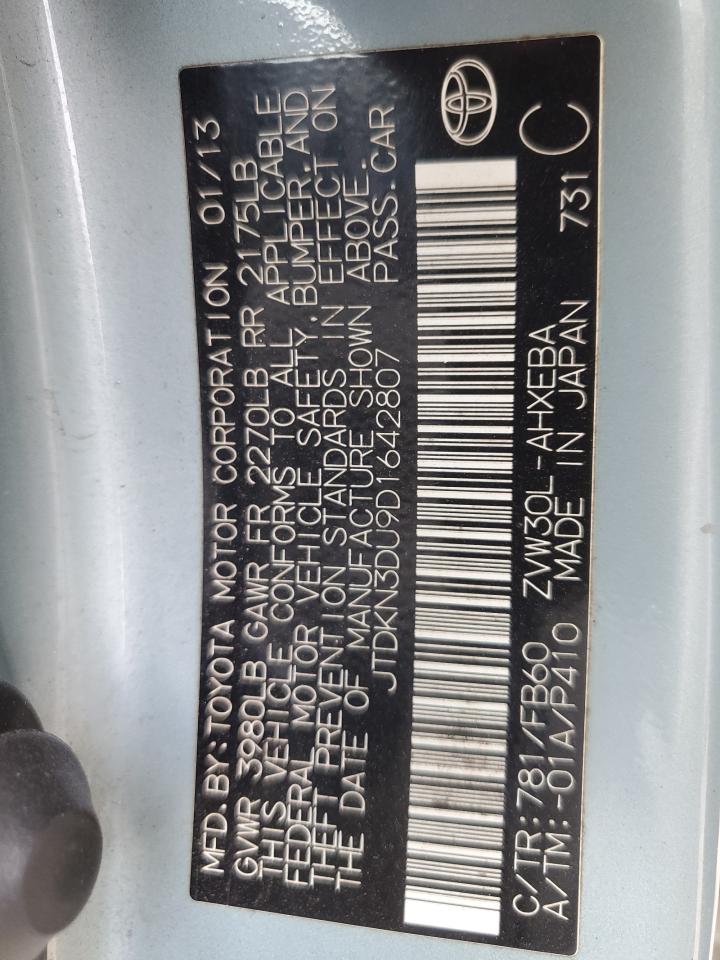 MFD.BY:TOYOTA MOTOR CORPORATION 01/13
GVWR 3980LB GAWR FR 2270LB RR 2175LB
THIS VEHICLE CONFORMS TO ALL APPLICABLE
FEDERAL MOTOR VEHICLE SAFETY,BUMPER,AND
THEFT PREVENTION STANDARDS IN EFFECT ON
THE DATE OF MANUFACTURE SHOWN ABOVE.
JTDKN3DU9D1642807 PASS.CAR
C/TR:781/FB60 ZVW30L-AHXEBA 731
A/TM:-01A/P410 MADE IN JAPAN C